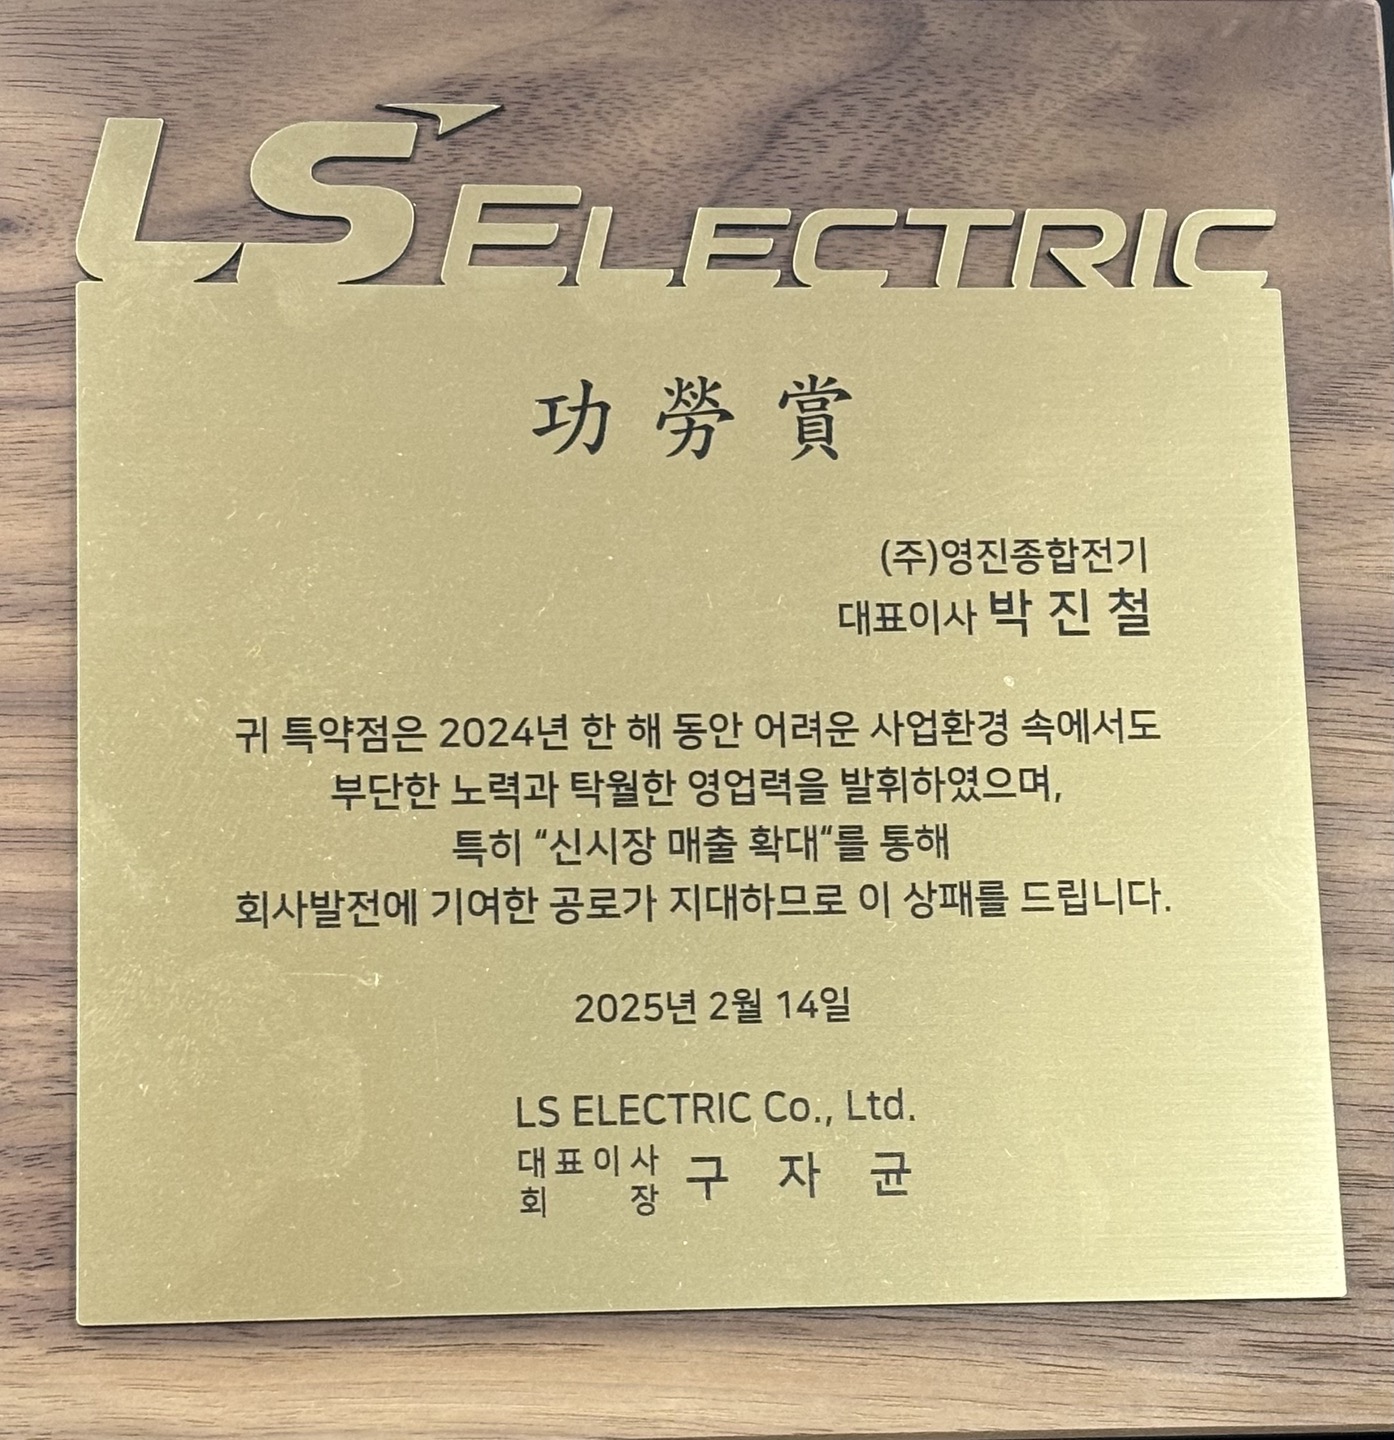 LS ELECTRIC
功勞賞
(주)영진종합전기
대표이사 박진철
귀 특약점은 2024년 한 해 동안 어려운 사업환경 속에서도
부단한 노력과 탁월한 영업력을 발휘하였으며,
특히 “신시장 매출 확대“를 통해
회사발전에 기여한 공로가 지대하므로 이 상패를 드립니다.
2025년 2월 14일
LS ELECTRIC Co., Ltd.
대표이사
회장 구자균